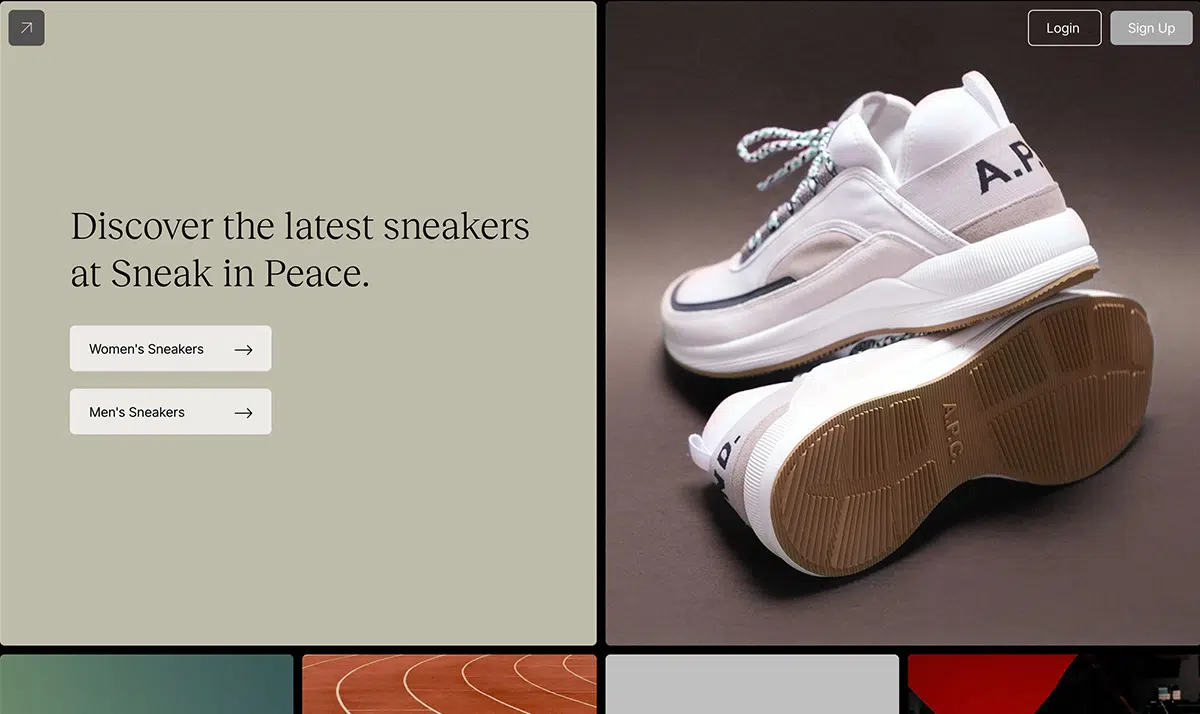 Login
Sign Up
Discover the latest sneakers
at Sneak in Peace.
Women's Sneakers
Men's Sneakers
A.P.
A.P.C.